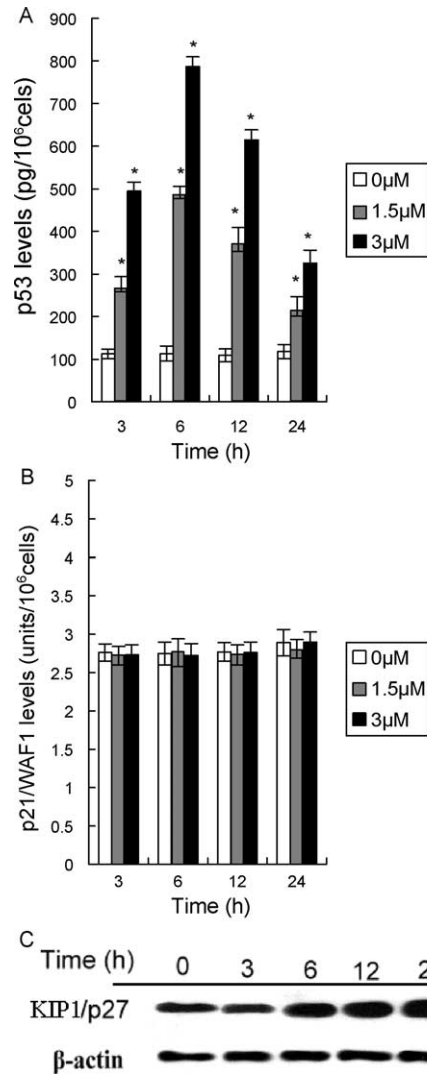 A
p53 levels (pg/10⁶cels)
900
800
700
600
500
400
300
200
100
0
* * * * * * * *
3 6 12 24
Time (h)
0µM
1.5µM
3µM
B
p21/WAF1 levels (units/10⁶cells)
5
4.5
4
3.5
3
2.5
2
1.5
1
0.5
0
3 6 12 24
Time (h)
0µM
1.5µM
3µM
C
Time (h) 0 3 6 12 2
KIP1/p27
β-actin